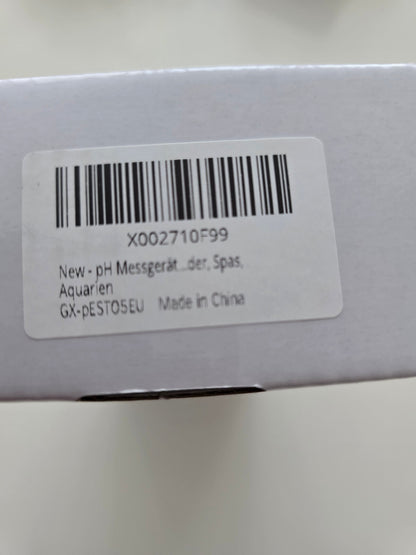 X002710F99
New - pH Messgerät...der, Spas,
Aquarien
GX-pEST05EU Made in China